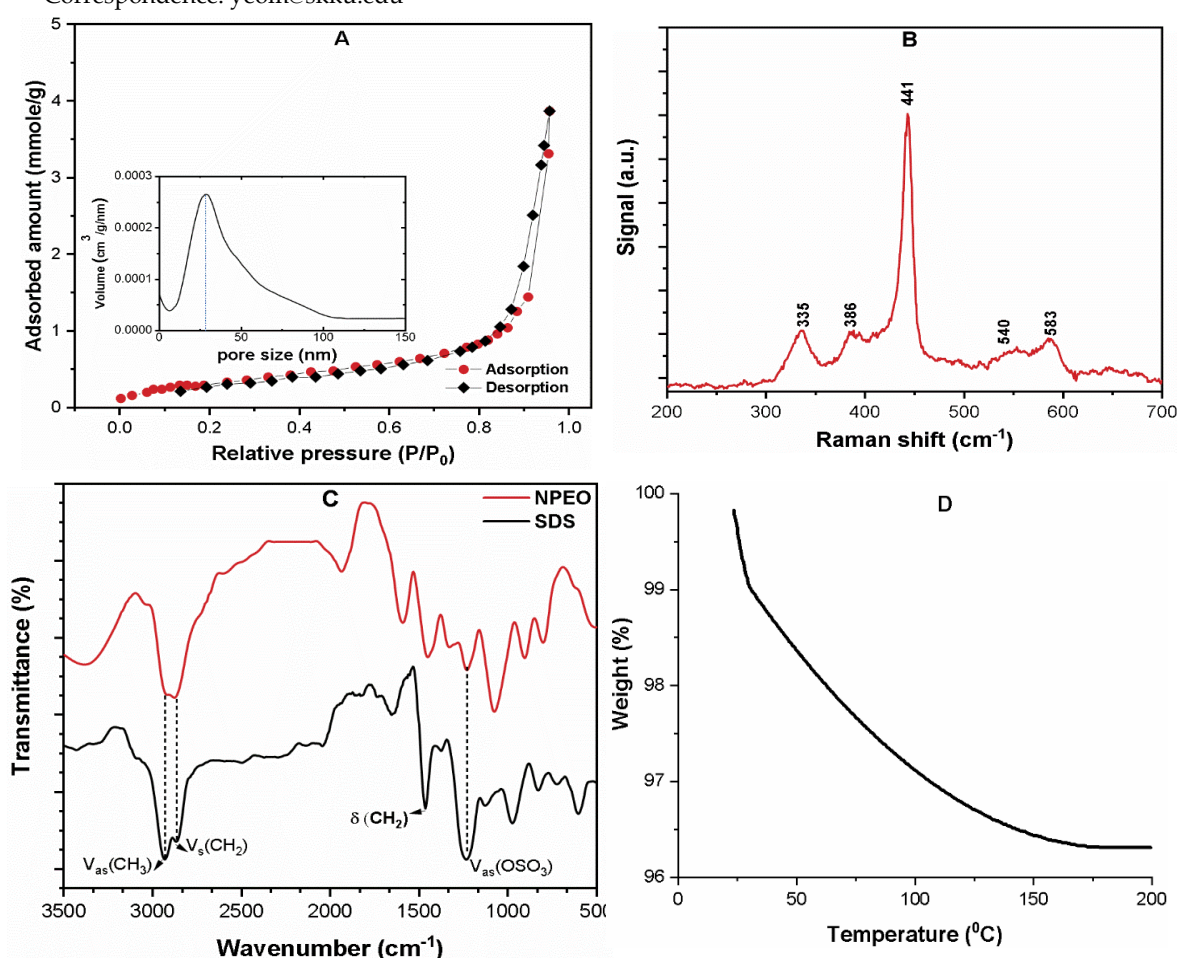 Correspondence: yeom@skku.edu
A
Adsorbed amount (mmole/g)
5
4
3
2
1
0
0.0 0.2 0.4 0.6 0.8 1.0
Relative pressure (P/P0)
Adsorption
Desorption
Volume (cm3/g/nm)
0.0003
0.0002
0.0001
0.0000
0 50 100 150
pore size (nm)
B
Signal (a.u.)
335
386
441
540
583
200 300 400 500 600 700
Raman shift (cm-1)
C
NPEO
SDS
Transmittance (%)
Vas(CH3)
Vs(CH2)
δ (CH2)
Vas(OSO3)
3500 3000 2500 2000 1500 1000 500
Wavenumber (cm-1)
D
Weight (%)
100
99
98
97
96
0 50 100 150 200
Temperature (0C)